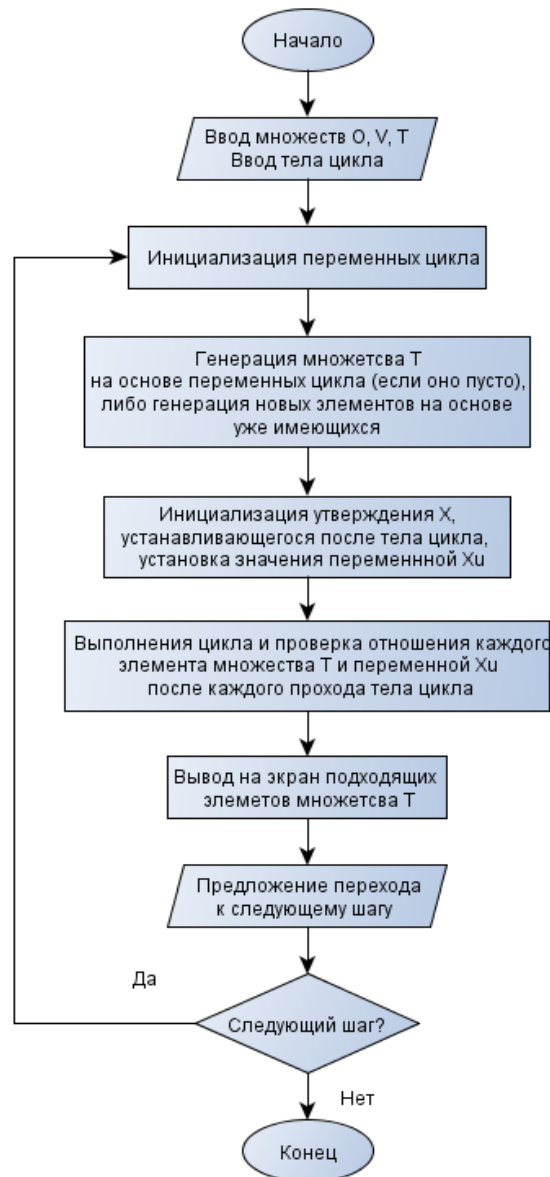 Начало
Ввод множеств O, V, T
Ввод тела цикла
Инициализация переменных цикла
Генерация множетсва T
на основе переменных цикла (если оно пусто),
либо генерация новых элементов на основе
уже имеющихся
Инициализация утверждения X,
устанавливающегося после тела цикла,
установка значения переменнной Xu
Выполнения цикла и проверка отношения каждого
элемента множества T и переменной Xu
после каждого прохода тела цикла
Вывод на экран подходящих
элеметов множетсва T
Предложение перехода
к следующему шагу
Да
Следующий шаг?
Нет
Конец